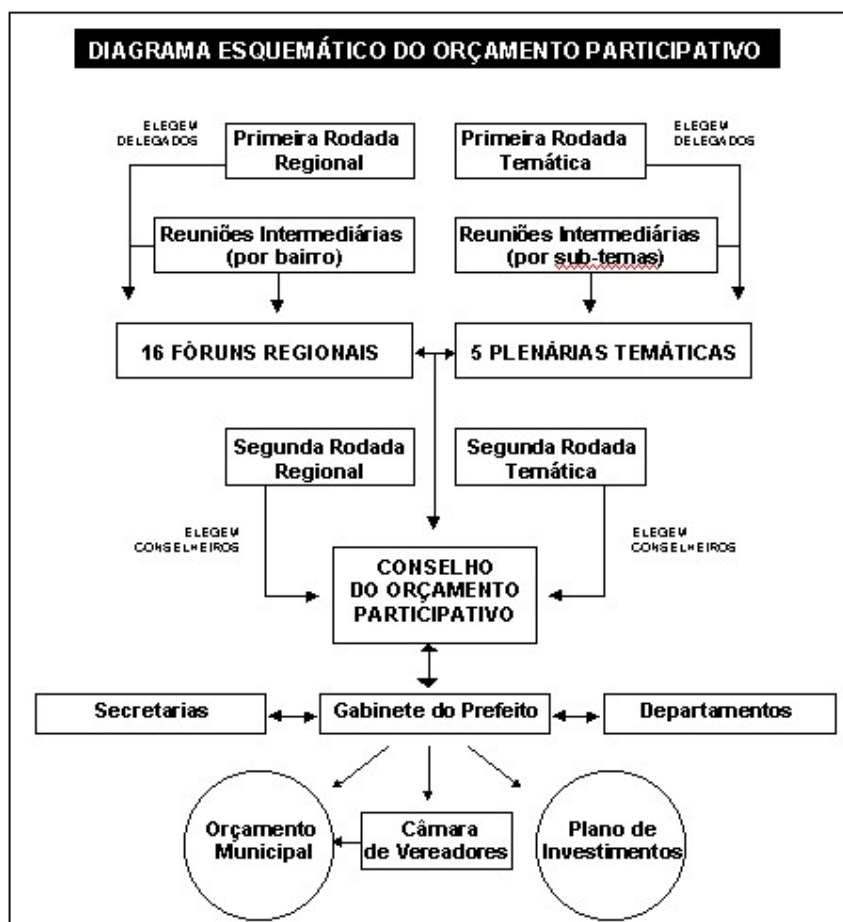 DIAGRAMA ESQUEMÁTICO DO ORÇAMENTO PARTICIPATIVO
ELEGEM
DELEGADOS
Primeira Rodada
Regional
Primeira Rodada
Temática
ELEGEM
DELEGADOS
Reuniões Intermediárias
(por bairro)
Reuniões Intermediárias
(por sub-temas)
16 FÓRUNS REGIONAIS
5 PLENÁRIAS TEMÁTICAS
Segunda Rodada
Regional
Segunda Rodada
Temática
ELEGEM
CONSELHEIROS
ELEGEM
CONSELHEIROS
CONSELHO
DO ORÇAMENTO
PARTICIPATIVO
Secretarias
Gabinete do Prefeito
Departamentos
Orçamento
Municipal
Câmara
de Vereadores
Plano de
Investimentos